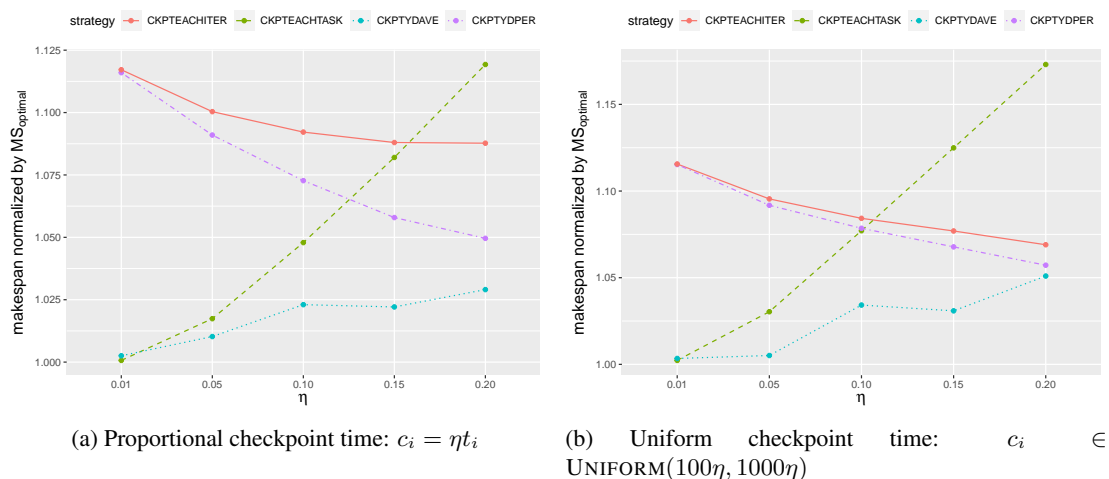 strategy CKPTEACHITER CKPTEACHTASK CKPTYDAVE CKPTYDPER
1.125
1.100
1.075
1.050
1.025
1.000
makespan normalized by MSoptimal
0.01 0.05 0.10 0.15 0.20
η
(a) Proportional checkpoint time: ci = ηti
strategy CKPTEACHITER CKPTEACHTASK CKPTYDAVE CKPTYDPER
1.15
1.10
1.05
1.00
makespan normalized by MSoptimal
0.01 0.05 0.10 0.15 0.20
η
(b) Uniform checkpoint time: ci ∈
UNIFORM(100η, 1000η)